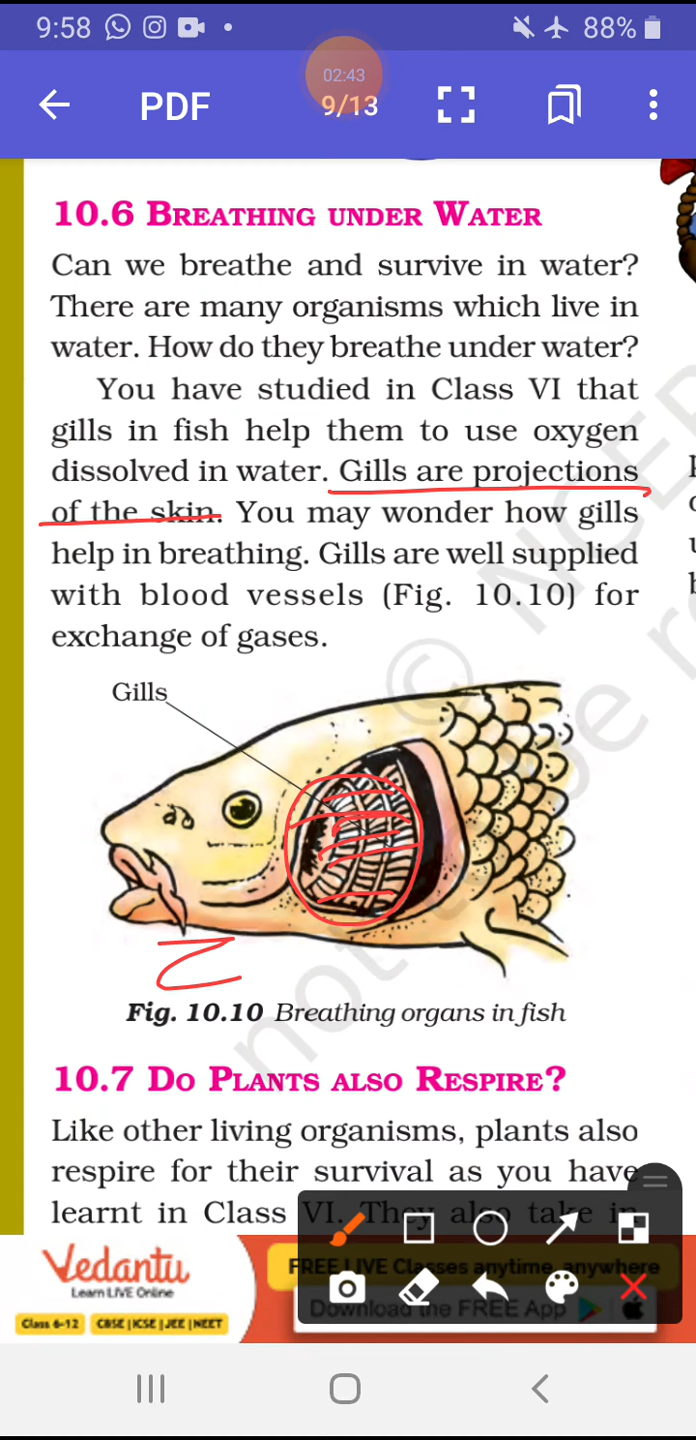 9:58
88%
02:43
PDF
9/13
10.6 BREATHING UNDER WATER
Can we breathe and survive in water?
There are many organisms which live in
water. How do they breathe under water?
You have studied in Class VI that
gills in fish help them to use oxygen
dissolved in water. Gills are projections
of the skin. You may wonder how gills
help in breathing. Gills are well supplied
with blood vessels (Fig. 10.10) for
exchange of gases.
Gills
Fig. 10.10 Breathing organs in fish
10.7 DO PLANTS ALSO RESPIRE?
Like other living organisms, plants also
respire for their survival as you have
learnt in Class VI. They also take in
Vedantu
Learn LIVE Online
Class 6-12
CBSE | ICSE | JEE | NEET
FREE LIVE Classes anytime, anywhere
Download the FREE App